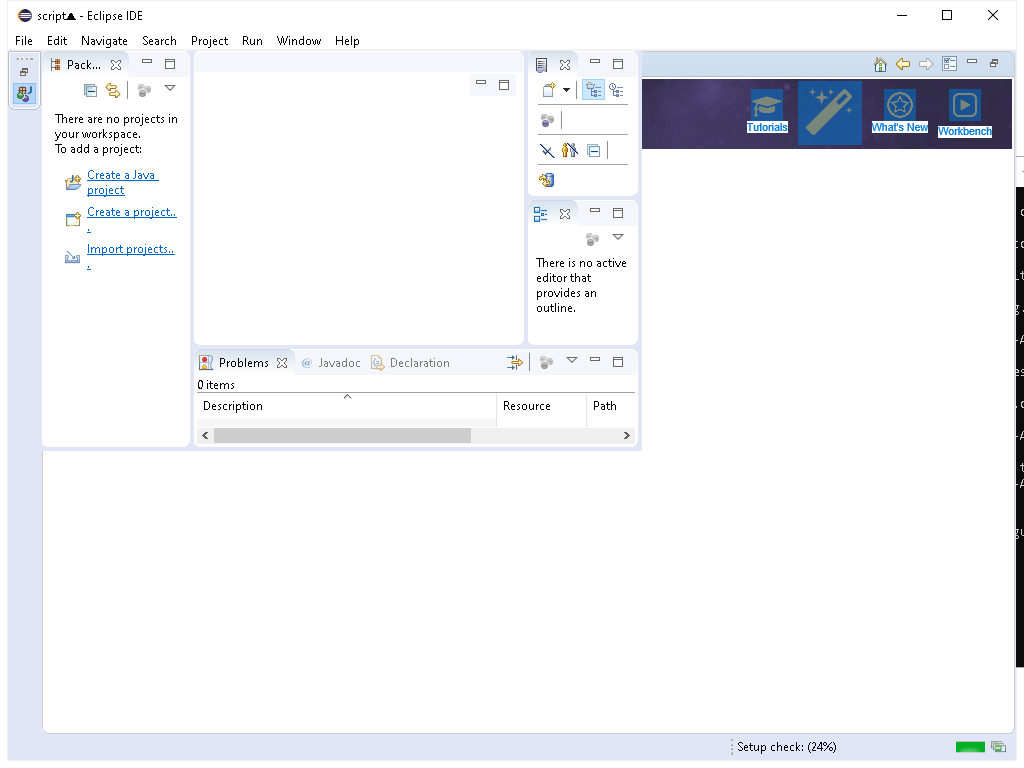 script▲ - Eclipse IDE
File Edit Navigate Search Project Run Window Help
Pack...
There are no projects in
your workspace.
To add a project:
Create a Java
project
Create a project..
.
Import projects..
.
Tutorials
What's New
Workbench
There is no active
editor that
provides an
outline.
Problems @ Javadoc Declaration
0 items
Description Resource Path
Setup check: (24%)